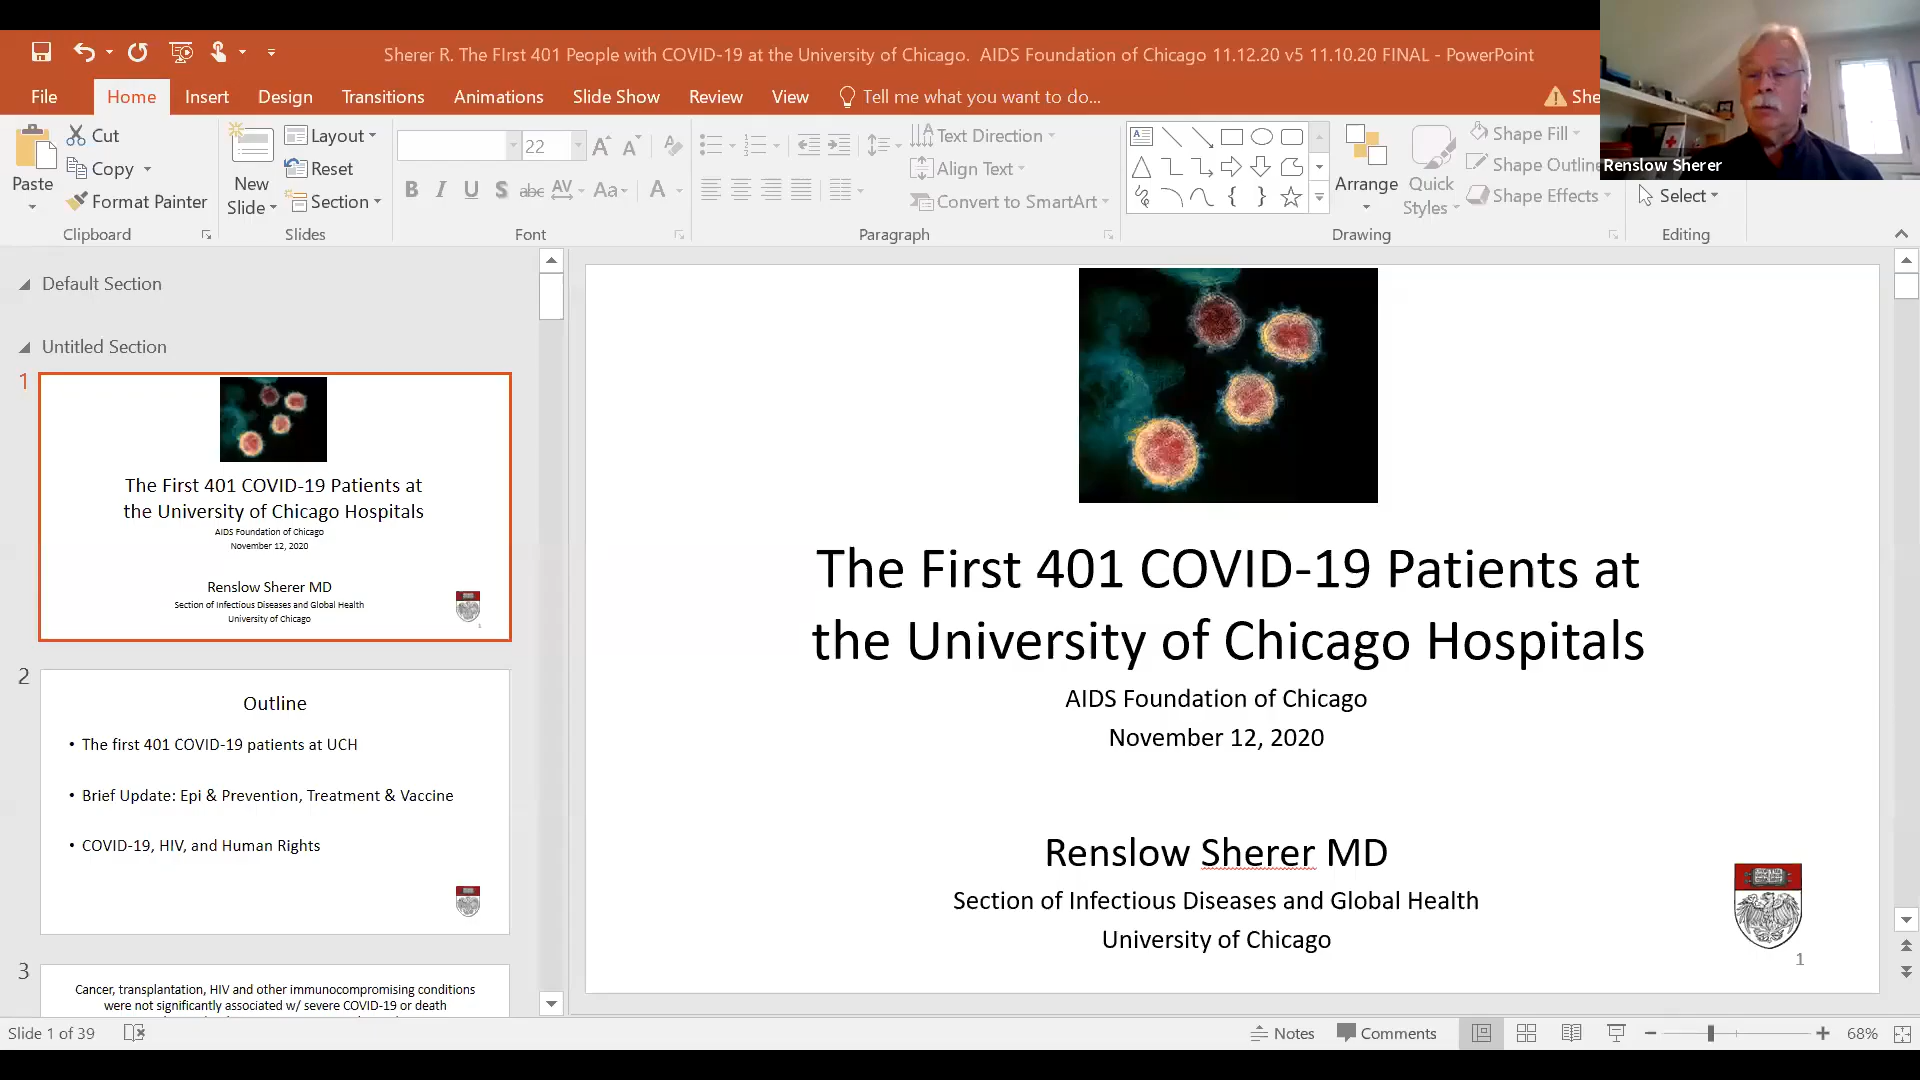 Sherer R. The FIrst 401 People with COVID-19 at the University of Chicago.  AIDS Foundation of Chicago 11.12.20 v5 11.10.20 FINAL - PowerPoint
File Home Insert Design Transitions Animations Slide Show Review View Tell me what you want to do... She
Renslow Sherer
Paste
Cut
Copy
Format Painter
Clipboard
New
Slide
Layout
Reset
Section
Slides
22
B I U S abc AV Aa A
Font
Text Direction
Align Text
Convert to SmartArt
Paragraph
Arrange
Quick
Styles
Shape Fill
Shape Outline
Shape Effects
Drawing
Select
Editing
Default Section
Untitled Section
1
The First 401 COVID-19 Patients at
the University of Chicago Hospitals
AIDS Foundation of Chicago
November 12, 2020
Renslow Sherer MD
Section of Infectious Diseases and Global Health
University of Chicago
1
2
Outline
• The first 401 COVID-19 patients at UCH
• Brief Update: Epi & Prevention, Treatment & Vaccine
• COVID-19, HIV, and Human Rights
3
Cancer, transplantation, HIV and other immunocompromising conditions
were not significantly associated w/ severe COVID-19 or death
The First 401 COVID-19 Patients at
the University of Chicago Hospitals
AIDS Foundation of Chicago
November 12, 2020
Renslow Sherer MD
Section of Infectious Diseases and Global Health
University of Chicago
1
Slide 1 of 39
Notes
Comments
68%